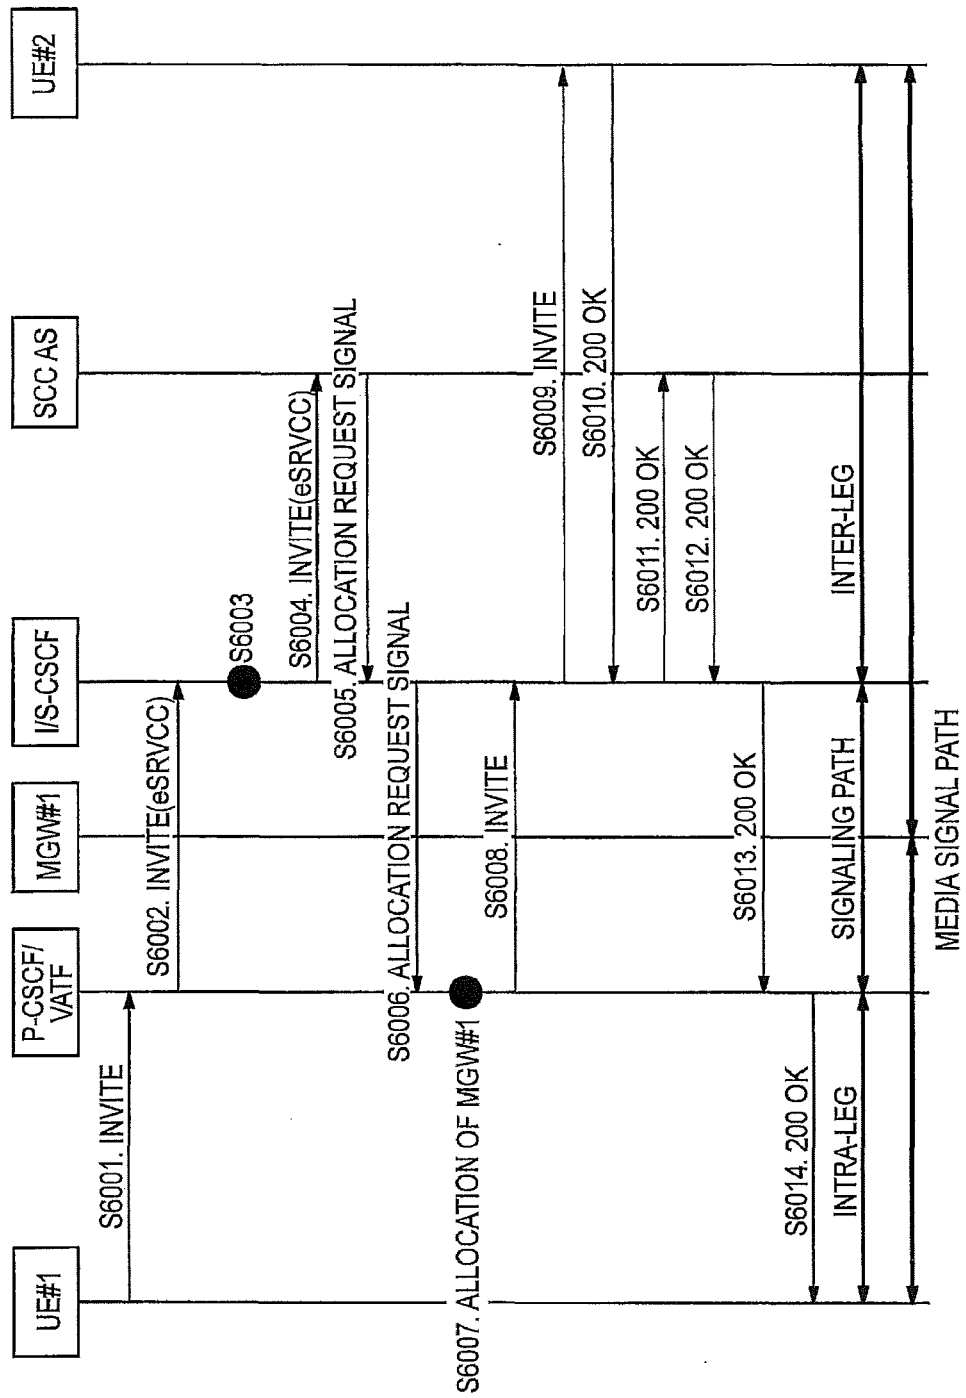 UE#1
P-CSCF/
VATF
MGW#1
I/S-CSCF
SCC AS
UE#2
S6001. INVITE
S6002. INVITE(eSRVCC)
S6003
S6004. INVITE(eSRVCC)
S6005. ALLOCATION REQUEST SIGNAL
S6006. ALLOCATION REQUEST SIGNAL
S6007. ALLOCATION OF MGW#1
S6008. INVITE
S6009. INVITE
S6010. 200 OK
S6011. 200 OK
S6012. 200 OK
S6013. 200 OK
S6014. 200 OK
INTRA-LEG
SIGNALING PATH
INTER-LEG
MEDIA SIGNAL PATH